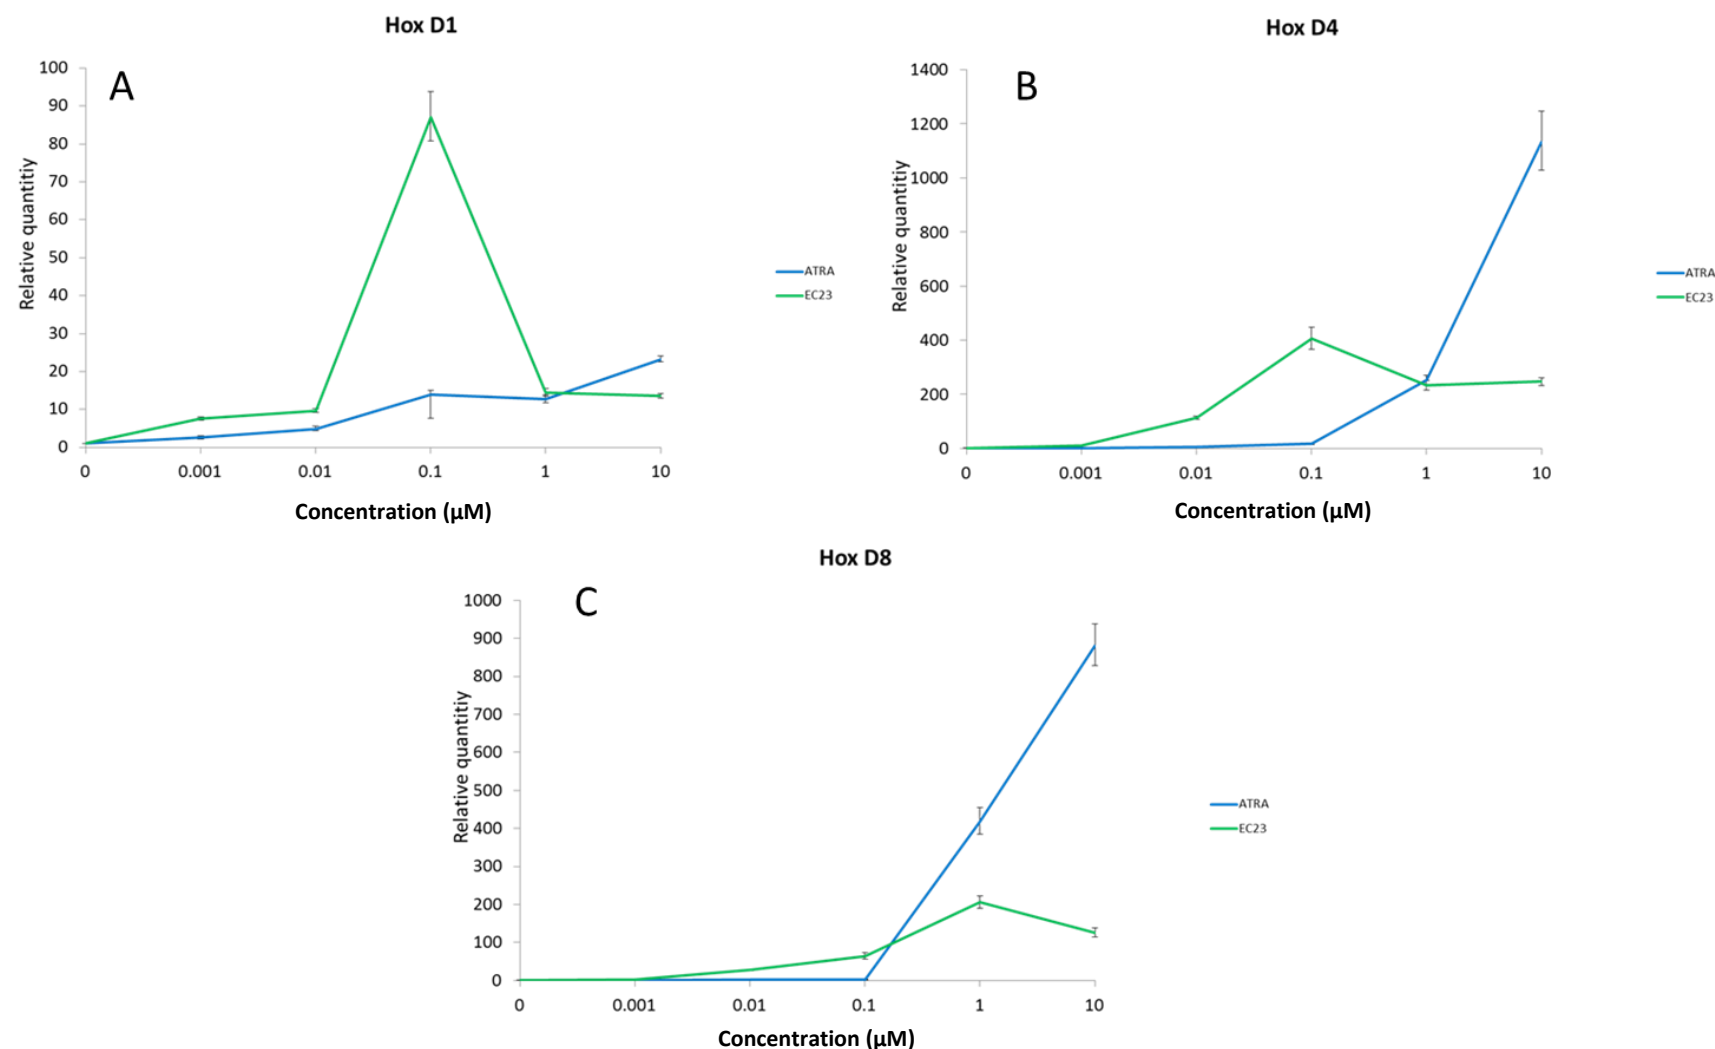 Hox D1
A
100
90
80
70
60
50
40
30
20
10
0
Relative quantitiy
0 0.001 0.01 0.1 1 10
Concentration (µM)
ATRA
EC23
Hox D4
B
1400
1200
1000
800
600
400
200
0
Relative quantitiy
0 0.001 0.01 0.1 1 10
Concentration (µM)
ATRA
EC23
Hox D8
C
1000
900
800
700
600
500
400
300
200
100
0
Relative quantitiy
0 0.001 0.01 0.1 1 10
Concentration (µM)
ATRA
EC23